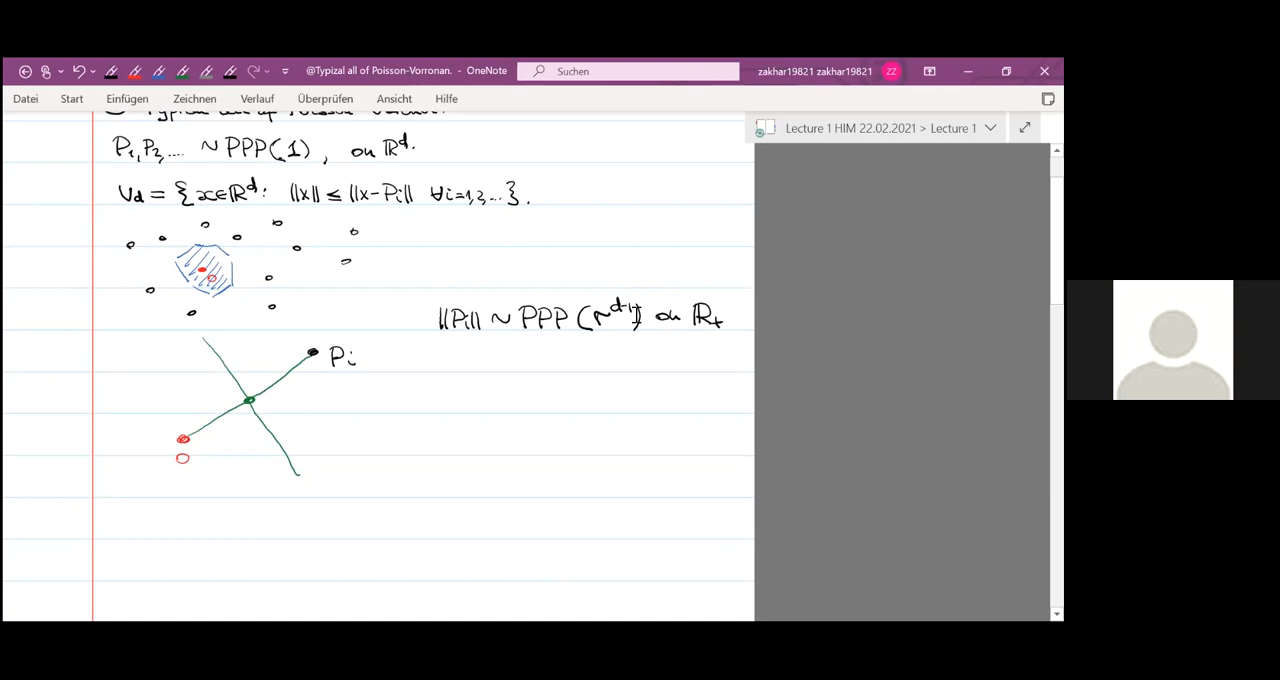 @Typizal all of Poisson-Vorronan. - OneNote
Suchen
zakhar19821 zakhar19821
ZZ
Datei Start Einfügen Zeichnen Verlauf Überprüfen Ansicht Hilfe
Lecture 1 HIM 22.02.2021 > Lecture 1
P₁, P₂, .... ~ PPP(1), on ℝᵈ.
V_d = {x∈ℝᵈ: ||x|| ≤ ||x-Pi|| ∀i=1,2,...}.
||Pi|| ~ PPP(r^{d-1}) on ℝ₊
Pi
0